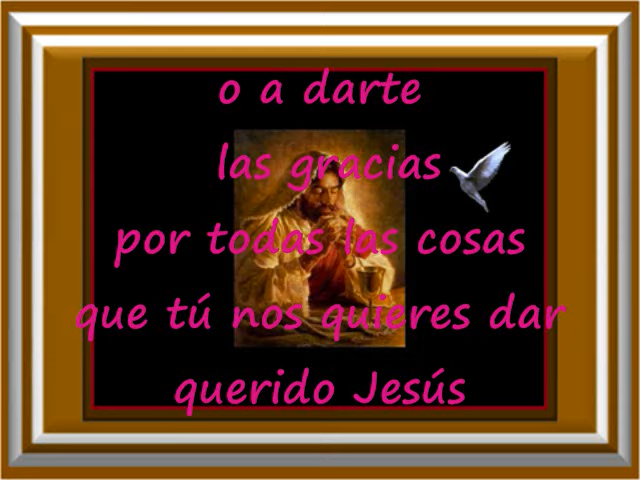 o a darte
las gracias
por todas las cosas
que tú nos quieres dar
querido Jesús